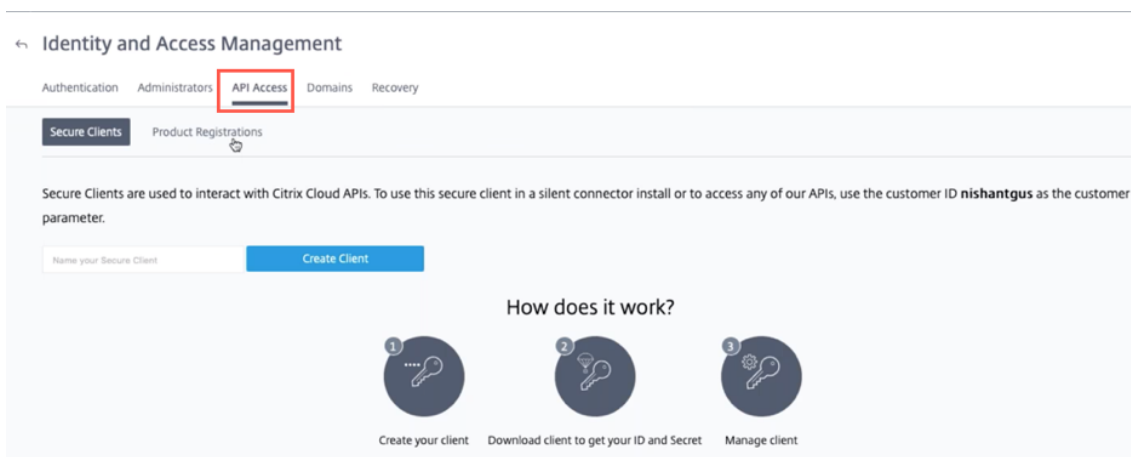 Identity and Access Management
Authentication Administrators API Access Domains Recovery
Secure Clients Product Registrations
Secure Clients are used to interact with Citrix Cloud APIs. To use this secure client in a silent connector install or to access any of our APIs, use the customer ID nishantgus as the customer
parameter.
Name your Secure Client Create Client
How does it work?
1 2 3
Create your client Download client to get your ID and Secret Manage client